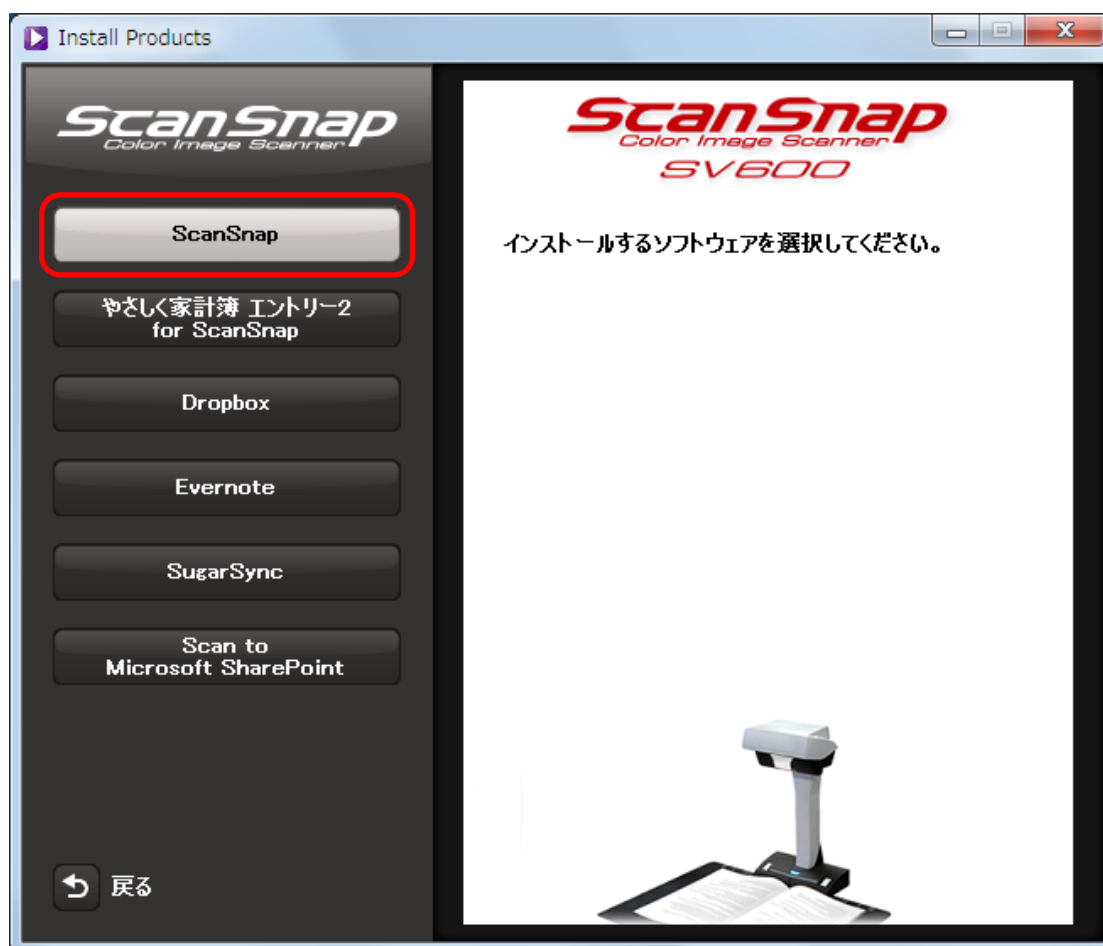 Install Products
ScanSnap
Color Image Scanner
ScanSnap
やさしく家計簿 エントリー2
for ScanSnap
Dropbox
Evernote
SugarSync
Scan to
Microsoft SharePoint
戻る
ScanSnap
Color Image Scanner
SV600
インストールするソフトウェアを選択してください。